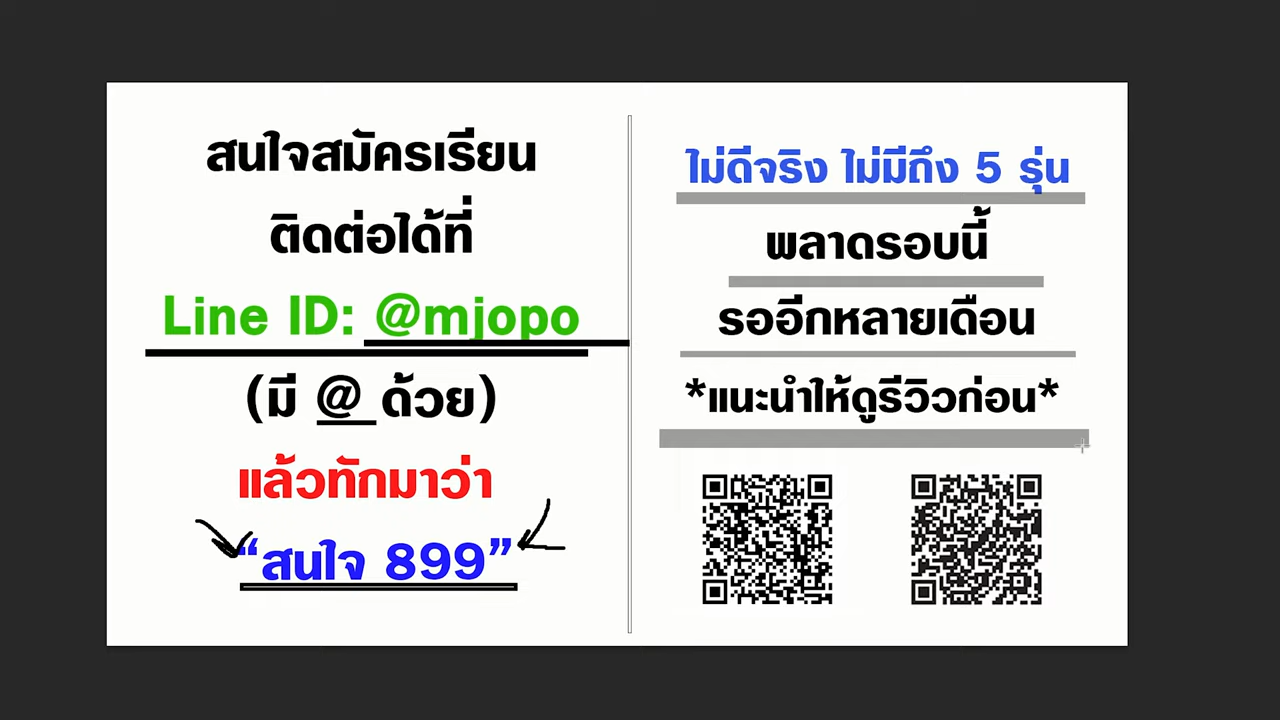 สนใจสมัครเรียน
ติดต่อได้ที่
Line ID: @mjopo
(มี @ ด้วย)
แล้วทักมาว่า
“สนใจ 899”
ไม่ดีจริง ไม่มีถึง 5 รุ่น
พลาดรอบนี้
รออีกหลายเดือน
*แนะนำให้ดูรีวิวก่อน*